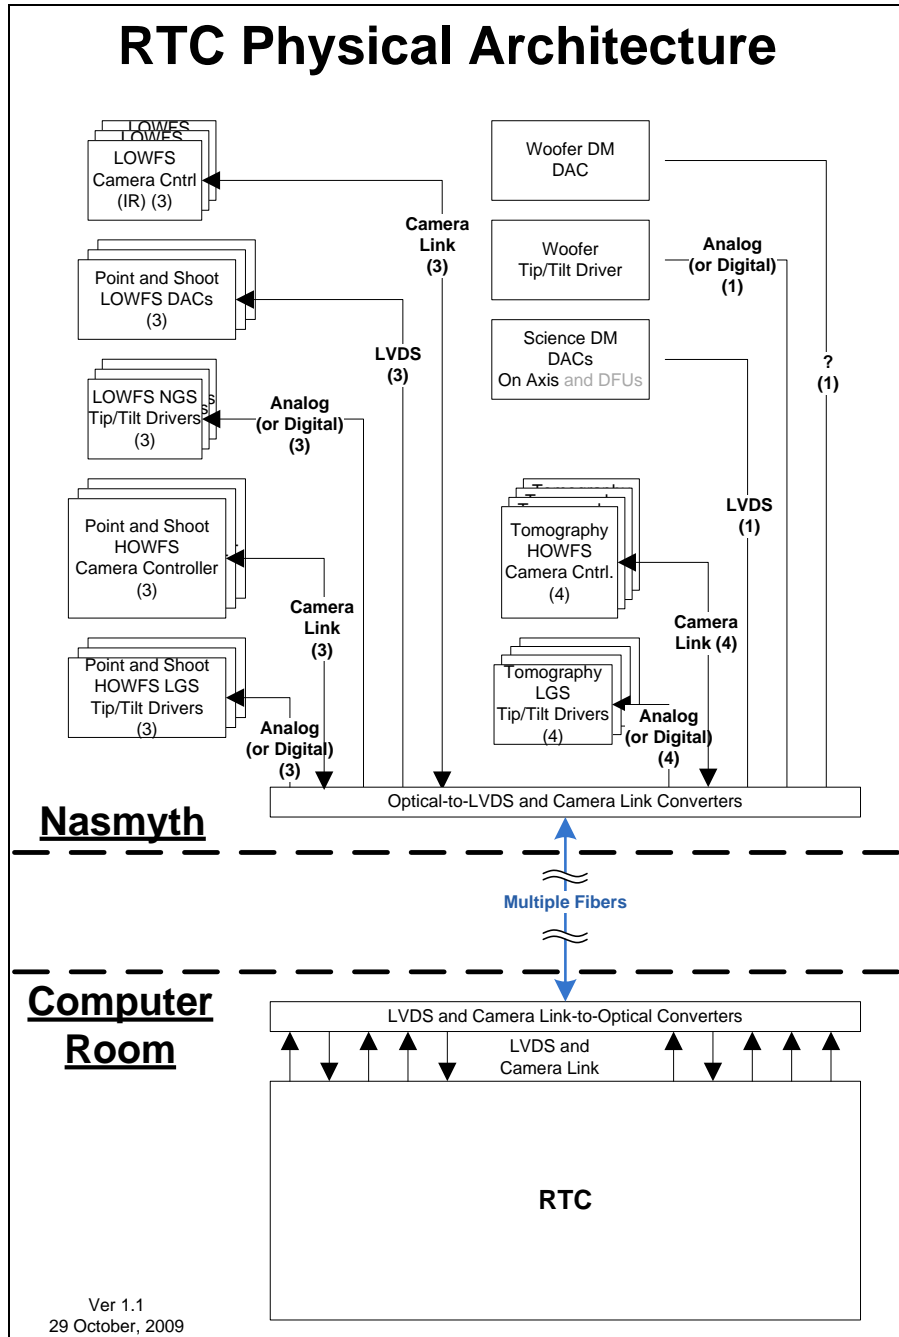 RTC Physical Architecture
LOWFS
LOWFS
LOWFS
Camera Cntrl
(IR) (3)
Camera
Link
(3)
Point and Shoot
LOWFS DACs
(3)
LVDS
(3)
LOWFS NGS
Tip/Tilt Drivers
(3)
Analog
(or Digital)
(3)
Point and Shoot
HOWFS
Camera Controller
(3)
Camera
Link
(3)
Point and Shoot
HOWFS LGS
Tip/Tilt Drivers
(3)
Analog
(or Digital)
(3)
Woofer DM
DAC
?
(1)
Woofer
Tip/Tilt Driver
Analog
(or Digital)
(1)
Science DM
DACs
On Axis and DFUs
LVDS
(1)
Tomography
Tomography
HOWFS
Camera Cntrl.
(4)
Camera
Link (4)
Tomography
LGS
Tip/Tilt Drivers
(4)
Analog
(or Digital)
(4)
Optical-to-LVDS and Camera Link Converters
Nasmyth
Multiple Fibers
Computer
Room
LVDS and Camera Link-to-Optical Converters
LVDS and
Camera Link
RTC
Ver 1.1
29 October, 2009